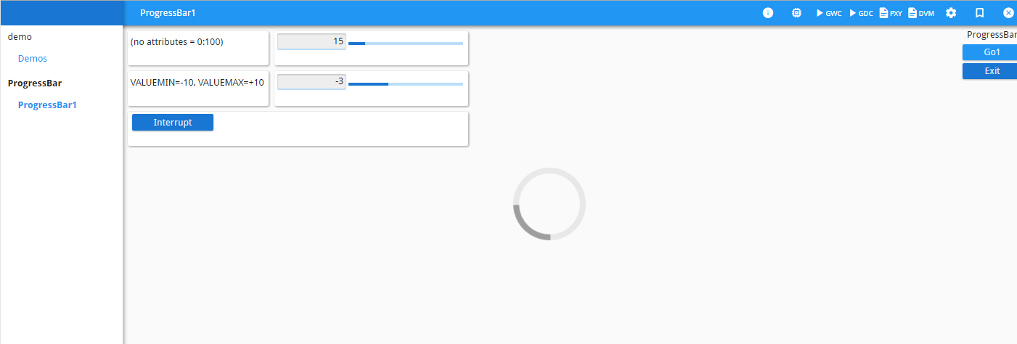 ProgressBar1
GWC GDC PXY DVM
demo
Demos
ProgressBar
ProgressBar1
(no attributes = 0:100) 15
VALUEMIN=-10, VALUEMAX=+10 -3
Interrupt
ProgressBar
Go1
Exit